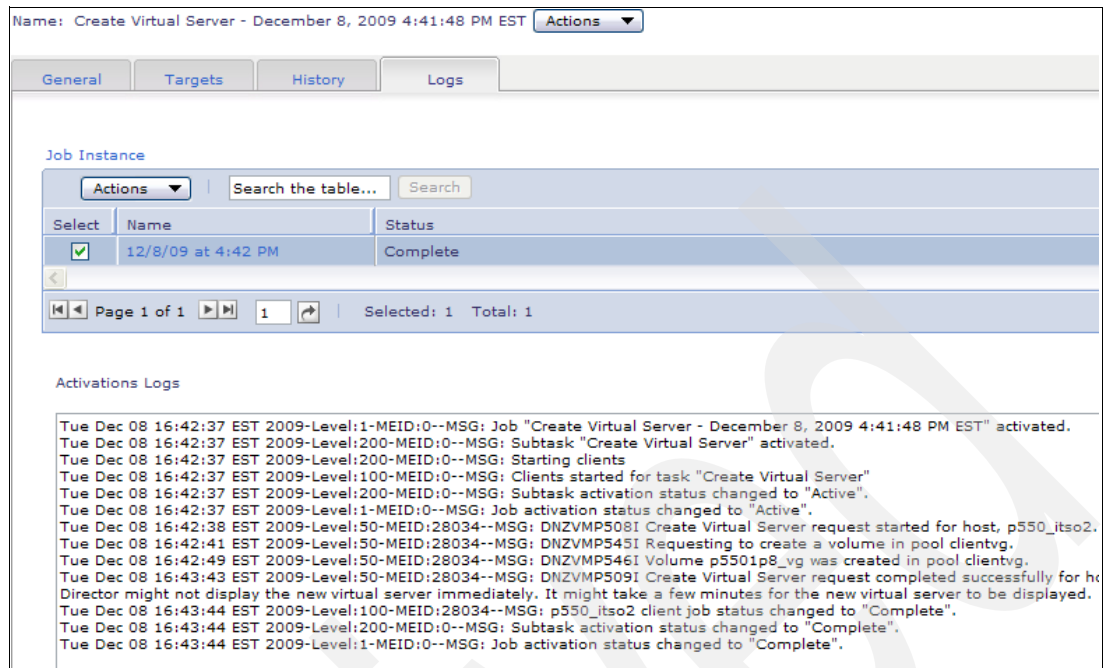 Name: Create Virtual Server - December 8, 2009 4:41:48 PM EST Actions
General Targets History Logs
Job Instance
Actions Search the table... Search
Select Name Status
12/8/09 at 4:42 PM Complete
Page 1 of 1 1 Selected: 1 Total: 1
Activations Logs
Tue Dec 08 16:42:37 EST 2009-Level:1-MEID:0--MSG: Job "Create Virtual Server - December 8, 2009 4:41:48 PM EST" activated.
Tue Dec 08 16:42:37 EST 2009-Level:200-MEID:0--MSG: Subtask "Create Virtual Server" activated.
Tue Dec 08 16:42:37 EST 2009-Level:200-MEID:0--MSG: Starting clients
Tue Dec 08 16:42:37 EST 2009-Level:100-MEID:0--MSG: Clients started for task "Create Virtual Server"
Tue Dec 08 16:42:37 EST 2009-Level:200-MEID:0--MSG: Subtask activation status changed to "Active".
Tue Dec 08 16:42:37 EST 2009-Level:1-MEID:0--MSG: Job activation status changed to "Active".
Tue Dec 08 16:42:38 EST 2009-Level:50-MEID:28034--MSG: DNZVMP508I Create Virtual Server request started for host, p550_itso2.
Tue Dec 08 16:42:41 EST 2009-Level:50-MEID:28034--MSG: DNZVMP545I Requesting to create a volume in pool clientvg.
Tue Dec 08 16:42:49 EST 2009-Level:50-MEID:28034--MSG: DNZVMP546I Volume p5501p8_vg was created in pool clientvg.
Tue Dec 08 16:43:43 EST 2009-Level:50-MEID:28034--MSG: DNZVMP509I Create Virtual Server request completed successfully for
Director might not display the new virtual server immediately. It might take a few minutes for the new virtual server to be displayed.
Tue Dec 08 16:43:44 EST 2009-Level:100-MEID:28034--MSG: p550_itso2 client job status changed to "Complete".
Tue Dec 08 16:43:44 EST 2009-Level:200-MEID:0--MSG: Subtask activation status changed to "Complete".
Tue Dec 08 16:43:44 EST 2009-Level:1-MEID:0--MSG: Job activation status changed to "Complete".